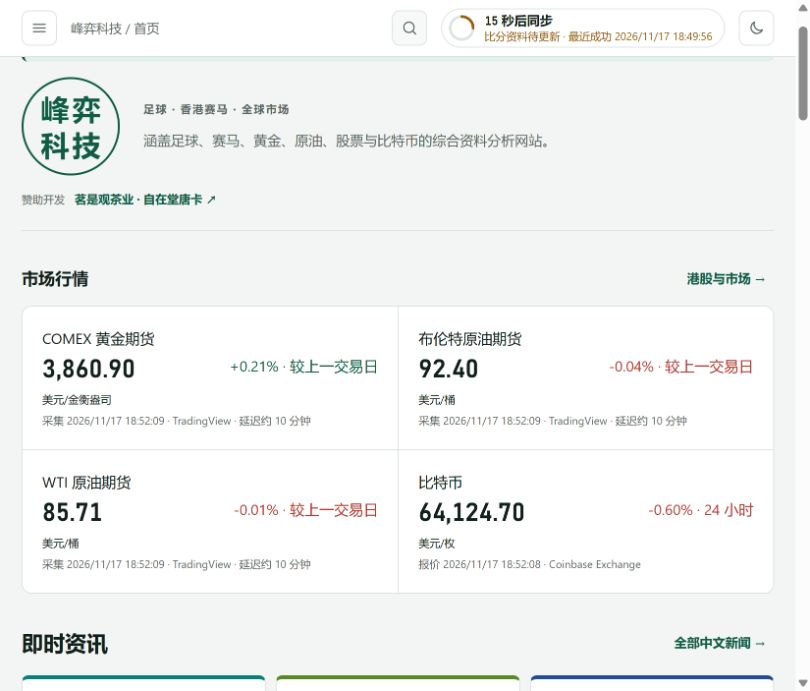 峰弈科技 / 首页
15 秒后同步
比分资料待更新 · 最近成功 2026/11/17 18:49:56
峰弈
科技
足球 · 香港赛马 · 全球市场
涵盖足球、赛马、黄金、原油、股票与比特币的综合资料分析网站。
赞助开发 茗是观茶业 · 自在堂唐卡 ↗
市场行情
港股与市场 →
COMEX 黄金期货
3,860.90
+0.21% · 较上一交易日
美元/金衡盎司
采集 2026/11/17 18:52:09 · TradingView · 延迟约 10 分钟
布伦特原油期货
92.40
-0.04% · 较上一交易日
美元/桶
采集 2026/11/17 18:52:09 · TradingView · 延迟约 10 分钟
WTI 原油期货
85.71
-0.01% · 较上一交易日
美元/桶
采集 2026/11/17 18:52:09 · TradingView · 延迟约 10 分钟
比特币
64,124.70
-0.60% · 24 小时
美元/枚
报价 2026/11/17 18:52:08 · Coinbase Exchange
即时资讯
全部中文新闻 →